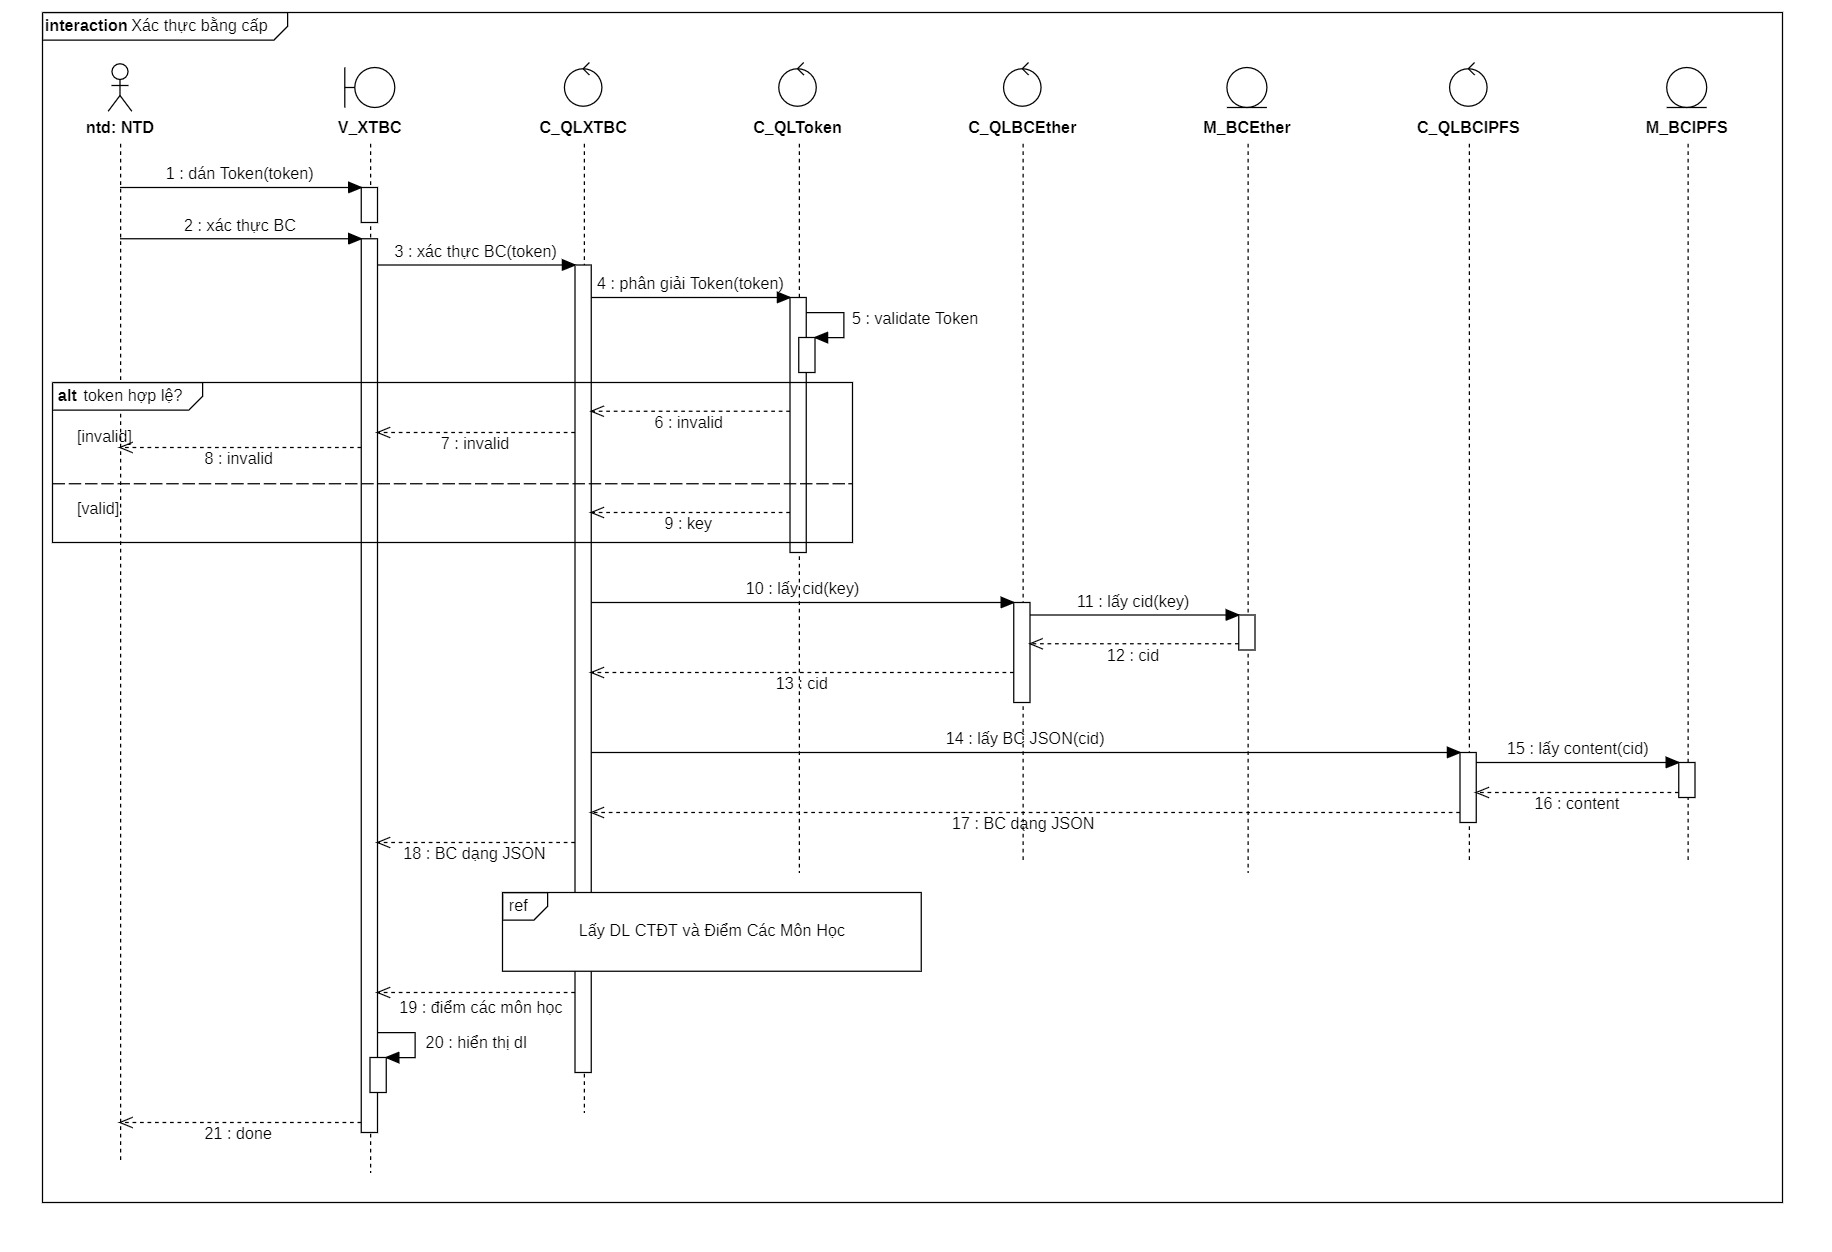 interaction Xác thực bằng cấp
ntd: NTD
V_XTBC
C_QLXTBC
C_QLToken
C_QLBCEther
M_BCEther
C_QLBCIPFS
M_BCIPFS
1 : dán Token(token)
2 : xác thực BC
3 : xác thực BC(token)
4 : phân giải Token(token)
5 : validate Token
alt token hợp lệ?
6 : invalid
[invalid]
7 : invalid
8 : invalid
[valid]
9 : key
10 : lấy cid(key)
11 : lấy cid(key)
12 : cid
13 : cid
14 : lấy BC JSON(cid)
15 : lấy content(cid)
16 : content
17 : BC dạng JSON
18 : BC dạng JSON
ref
Lấy DL CTĐT và Điểm Các Môn Học
19 : điểm các môn học
20 : hiển thị dl
21 : done